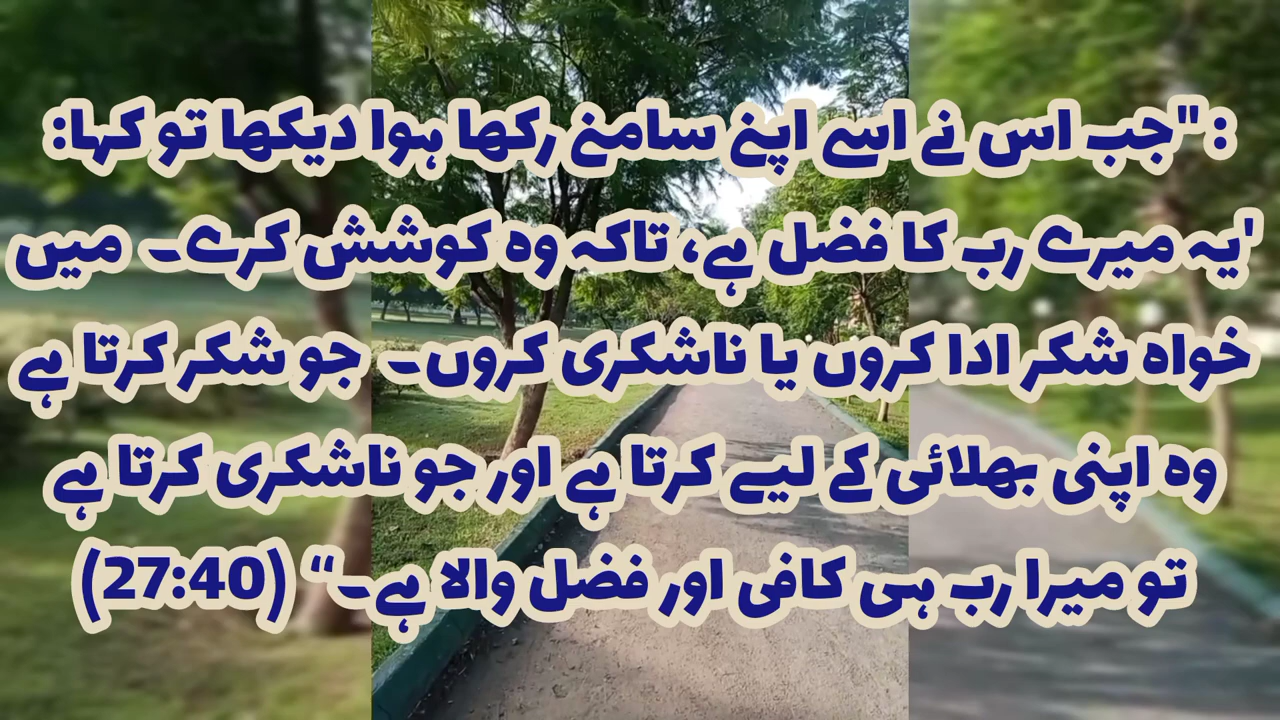 :"جب اس نے اسے اپنے سامنے رکھا ہوا دیکھا تو کہا:
'یہ میرے رب کا فضل ہے، تاکہ وہ کوشش کرے۔ میں
خواہ شکر ادا کروں یا ناشکری کروں۔ جو شکر کرتا ہے
وہ اپنی بھلائی کے لیے کرتا ہے اور جو ناشکری کرتا ہے
تو میرا رب ہی کافی اور فضل والا ہے۔“ (27:40)